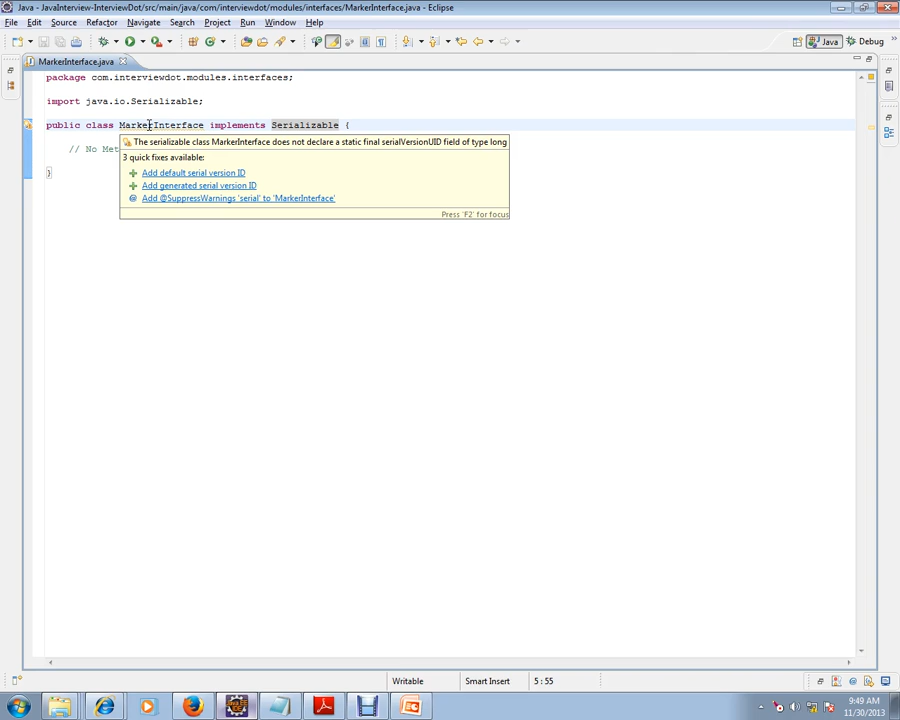 Java - JavaInterview-InterviewDot/src/main/java/com/interviewdot/modules/interfaces/MarkerInterface.java - Eclipse
File Edit Source Refactor Navigate Search Project Run Window Help
Java Debug
MarkerInterface.java
package com.interviewdot.modules.interfaces;
import java.io.Serializable;
public class MarkerInterface implements Serializable {
The serializable class MarkerInterface does not declare a static final serialVersionUID field of type long
// No Met
3 quick fixes available:
Add default serial version ID
}
Add generated serial version ID
@ Add @SuppressWarnings 'serial' to 'MarkerInterface'
Press 'F2' for focus
Writable Smart Insert 5 : 55
9:49 AM
11/30/2013